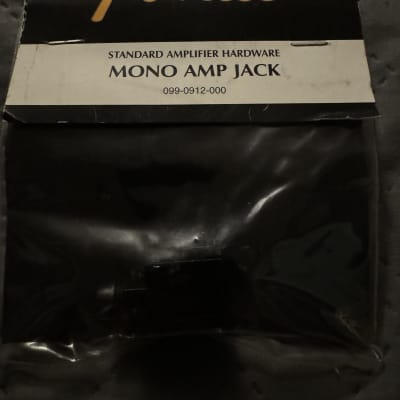 STANDARD AMPLIFIER HARDWARE
MONO AMP JACK
099-0912-000